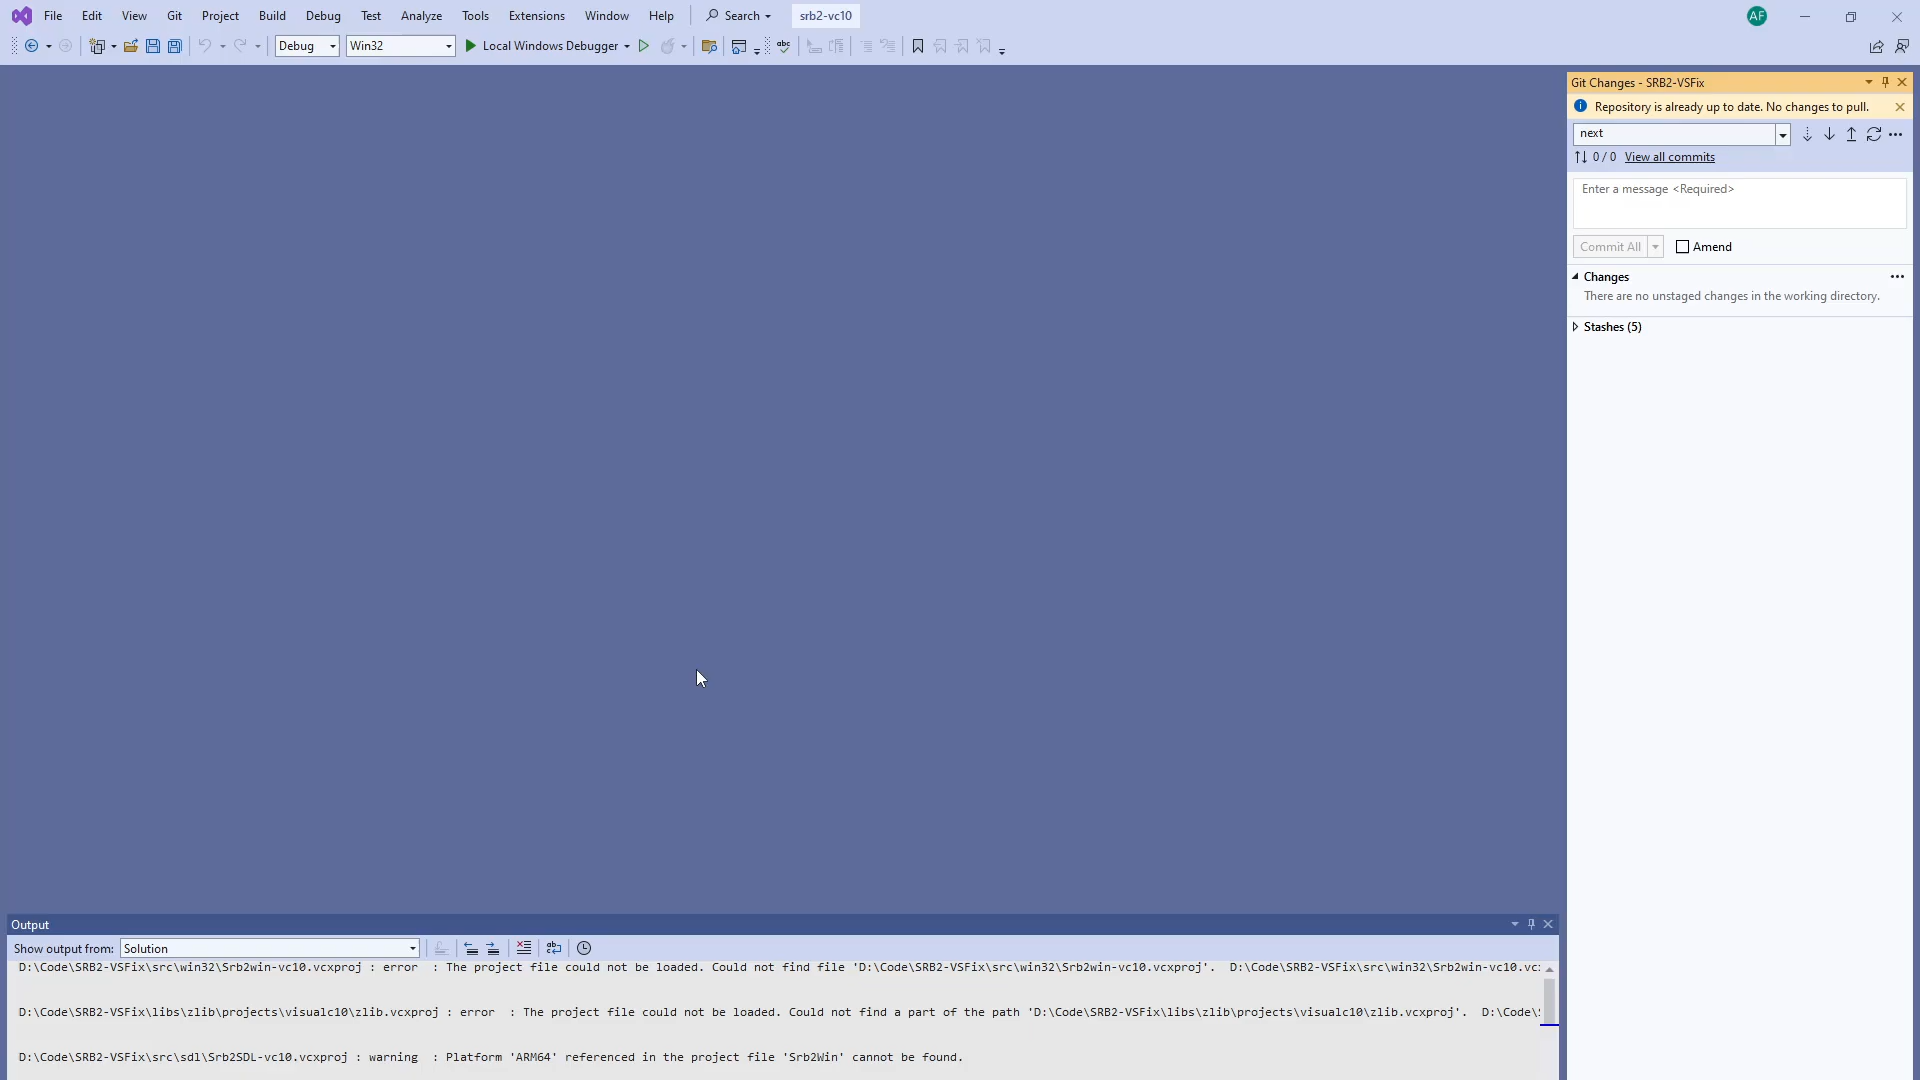 File Edit View Git Project Build Debug Test Analyze Tools Extensions Window Help Search srb2-vc10 AF
Debug Win32 Local Windows Debugger abc
Git Changes - SRB2-VSFix
Repository is already up to date. No changes to pull.
next
0 / 0 View all commits
Enter a message <Required>
Commit All Amend
Changes
There are no unstaged changes in the working directory.
Stashes (5)
Output
Show output from: Solution
D:\Code\SRB2-VSFix\src\win32\Srb2win-vc10.vcxproj : error  : The project file could not be loaded. Could not find file 'D:\Code\SRB2-VSFix\src\win32\Srb2win-vc10.vcxproj'.  D:\Code\SRB2-VSFix\src\win32\Srb2win-vc10.vc
D:\Code\SRB2-VSFix\libs\zlib\projects\visualc10\zlib.vcxproj : error  : The project file could not be loaded. Could not find a part of the path 'D:\Code\SRB2-VSFix\libs\zlib\projects\visualc10\zlib.vcxproj'.  D:\Code\
D:\Code\SRB2-VSFix\src\sdl\Srb2SDL-vc10.vcxproj : warning  : Platform 'ARM64' referenced in the project file 'Srb2Win' cannot be found.